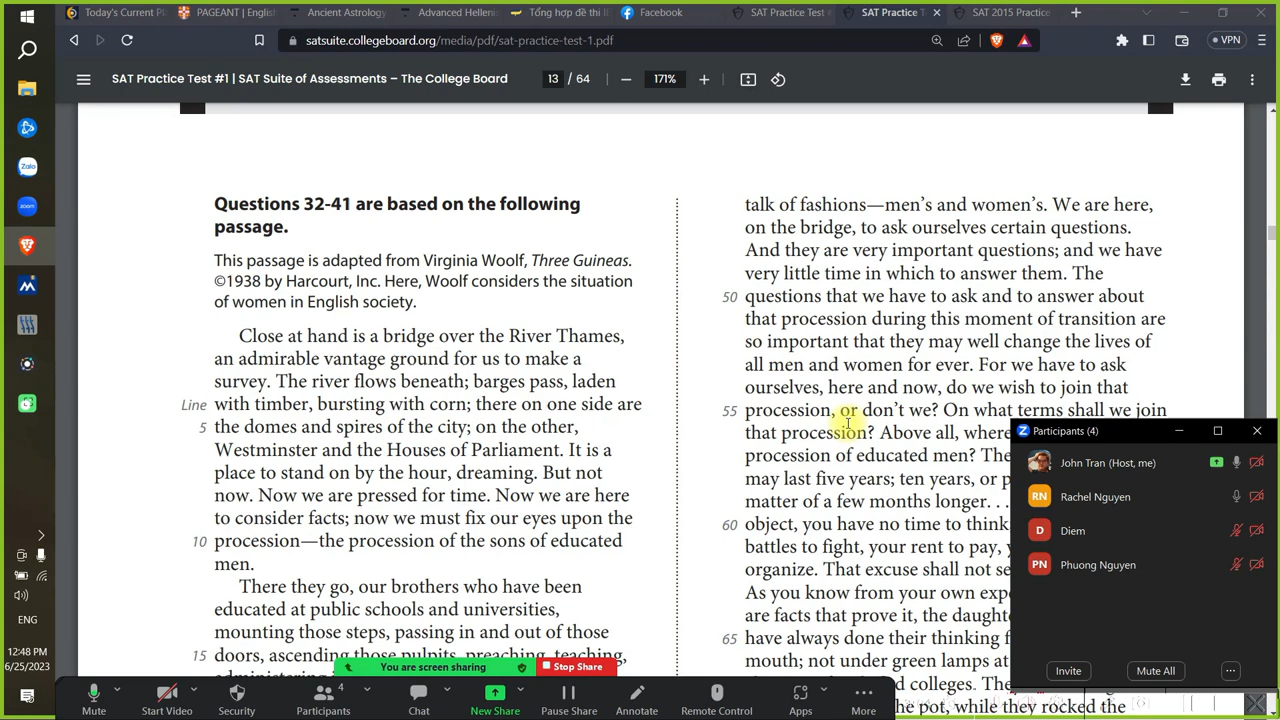 Today's Current Pl
PAGEANT | English
Ancient Astrology
Advanced Hellenis
Tổng hợp đề thi IE
Facebook
SAT Practice Test
SAT Practice T
SAT 2015 Practice
satsuite.collegeboard.org/media/pdf/sat-practice-test-1.pdf
VPN
SAT Practice Test #1 | SAT Suite of Assessments – The College Board
13 / 64
171%
Questions 32-41 are based on the following
passage.
This passage is adapted from Virginia Woolf, Three Guineas.
©1938 by Harcourt, Inc. Here, Woolf considers the situation
of women in English society.
Close at hand is a bridge over the River Thames,
an admirable vantage ground for us to make a
survey. The river flows beneath; barges pass, laden
Line with timber, bursting with corn; there on one side are
5 the domes and spires of the city; on the other,
Westminster and the Houses of Parliament. It is a
place to stand on by the hour, dreaming. But not
now. Now we are pressed for time. Now we are here
to consider facts; now we must fix our eyes upon the
10 procession—the procession of the sons of educated
men.
There they go, our brothers who have been
educated at public schools and universities,
mounting those steps, passing in and out of those
15 doors, ascending those pulpits, preaching, teaching,
talk of fashions—men's and women's. We are here,
on the bridge, to ask ourselves certain questions.
And they are very important questions; and we have
very little time in which to answer them. The
50 questions that we have to ask and to answer about
that procession during this moment of transition are
so important that they may well change the lives of
all men and women for ever. For we have to ask
ourselves, here and now, do we wish to join that
55 procession, or don't we? On what terms shall we join
that procession? Above all, where
procession of educated men? The
may last five years; ten years, or p
matter of a few months longer. . .
60 object, you have no time to think
battles to fight, your rent to pay,
organize. That excuse shall not se
As you know from your own exp
are facts that prove it, the daught
65 have always done their thinking f
mouth; not under green lamps at
d colleges. The
the pot, while they rocked the
Participants (4)
John Tran (Host, me)
RN Rachel Nguyen
D Diem
PN Phuong Nguyen
Invite
Mute All
You are screen sharing
Stop Share
Mute
Start Video
Security
4
Participants
Chat
New Share
Pause Share
Annotate
Remote Control
Apps
More
Zalo
zoom
ENG
12:48 PM
6/25/2023